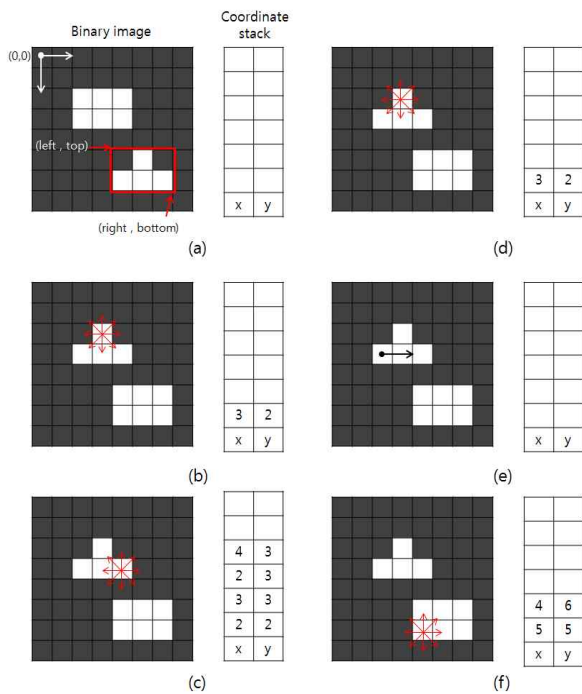 Binary image
Coordinate
stack
(0,0)
(left , top)
(right , bottom)
x y
(a)
3 2
x y
(d)
3 2
x y
(b)
x y
(e)
4 3
2 3
3 3
2 2
x y
(c)
4 6
5 5
x y
(f)